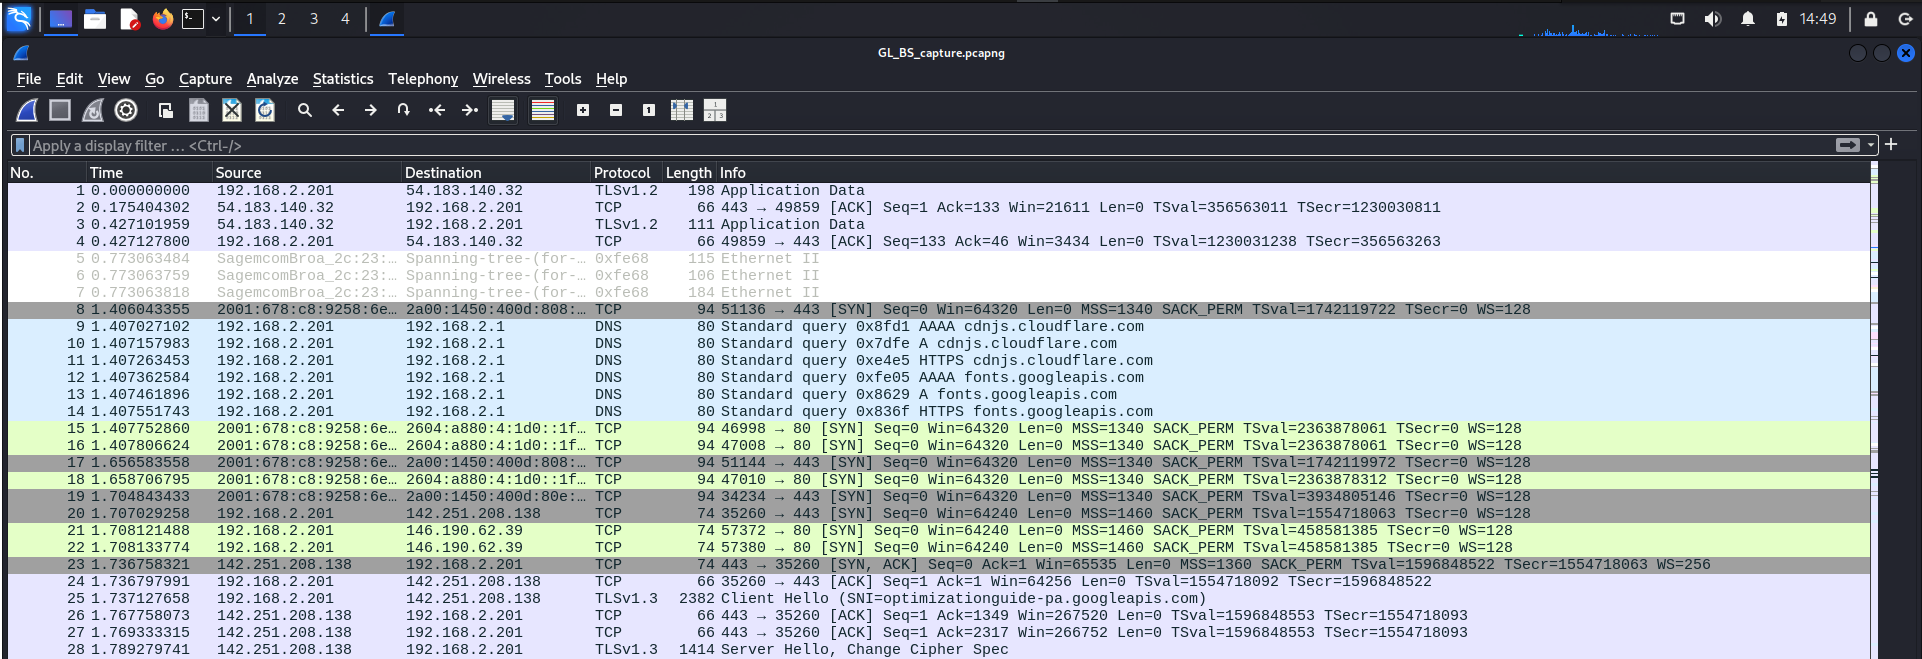 1 2 3 4 14:49
GL_BS_capture.pcapng
File Edit View Go Capture Analyze Statistics Telephony Wireless Tools Help
Apply a display filter … <Ctrl-/>
No. Time Source Destination Protocol Length Info
1 0.000000000 192.168.2.201 54.183.140.32 TLSv1.2 198 Application Data
2 0.175404302 54.183.140.32 192.168.2.201 TCP 66 443 → 49859 [ACK] Seq=1 Ack=133 Win=21611 Len=0 TSval=356563011 TSecr=1230030811
3 0.427101959 54.183.140.32 192.168.2.201 TLSv1.2 111 Application Data
4 0.427127800 192.168.2.201 54.183.140.32 TCP 66 49859 → 443 [ACK] Seq=133 Ack=46 Win=3434 Len=0 TSval=1230031238 TSecr=356563263
5 0.773063484 SagemcomBroa_2c:23:… Spanning-tree-(for-… 0xfe68 115 Ethernet II
6 0.773063759 SagemcomBroa_2c:23:… Spanning-tree-(for-… 0xfe68 106 Ethernet II
7 0.773063818 SagemcomBroa_2c:23:… Spanning-tree-(for-… 0xfe68 184 Ethernet II
8 1.406043355 2001:678:c8:9258:6e… 2a00:1450:400d:808:… TCP 94 51136 → 443 [SYN] Seq=0 Win=64320 Len=0 MSS=1340 SACK_PERM TSval=1742119722 TSecr=0 WS=128
9 1.407027102 192.168.2.201 192.168.2.1 DNS 80 Standard query 0x8fd1 AAAA cdnjs.cloudflare.com
10 1.407157983 192.168.2.201 192.168.2.1 DNS 80 Standard query 0x7dfe A cdnjs.cloudflare.com
11 1.407263453 192.168.2.201 192.168.2.1 DNS 80 Standard query 0xe4e5 HTTPS cdnjs.cloudflare.com
12 1.407362584 192.168.2.201 192.168.2.1 DNS 80 Standard query 0xfe05 AAAA fonts.googleapis.com
13 1.407461896 192.168.2.201 192.168.2.1 DNS 80 Standard query 0x8629 A fonts.googleapis.com
14 1.407551743 192.168.2.201 192.168.2.1 DNS 80 Standard query 0x836f HTTPS fonts.googleapis.com
15 1.407752860 2001:678:c8:9258:6e… 2604:a880:4:1d0::1f… TCP 94 46998 → 80 [SYN] Seq=0 Win=64320 Len=0 MSS=1340 SACK_PERM TSval=2363878061 TSecr=0 WS=128
16 1.407806624 2001:678:c8:9258:6e… 2604:a880:4:1d0::1f… TCP 94 47008 → 80 [SYN] Seq=0 Win=64320 Len=0 MSS=1340 SACK_PERM TSval=2363878061 TSecr=0 WS=128
17 1.656583558 2001:678:c8:9258:6e… 2a00:1450:400d:808:… TCP 94 51144 → 443 [SYN] Seq=0 Win=64320 Len=0 MSS=1340 SACK_PERM TSval=1742119972 TSecr=0 WS=128
18 1.658706795 2001:678:c8:9258:6e… 2604:a880:4:1d0::1f… TCP 94 47010 → 80 [SYN] Seq=0 Win=64320 Len=0 MSS=1340 SACK_PERM TSval=2363878312 TSecr=0 WS=128
19 1.704843433 2001:678:c8:9258:6e… 2a00:1450:400d:80e:… TCP 94 34234 → 443 [SYN] Seq=0 Win=64320 Len=0 MSS=1340 SACK_PERM TSval=3934805146 TSecr=0 WS=128
20 1.707029258 192.168.2.201 142.251.208.138 TCP 74 35260 → 443 [SYN] Seq=0 Win=64240 Len=0 MSS=1460 SACK_PERM TSval=1554718063 TSecr=0 WS=128
21 1.708121488 192.168.2.201 146.190.62.39 TCP 74 57372 → 80 [SYN] Seq=0 Win=64240 Len=0 MSS=1460 SACK_PERM TSval=458581385 TSecr=0 WS=128
22 1.708133774 192.168.2.201 146.190.62.39 TCP 74 57380 → 80 [SYN] Seq=0 Win=64240 Len=0 MSS=1460 SACK_PERM TSval=458581385 TSecr=0 WS=128
23 1.736758321 142.251.208.138 192.168.2.201 TCP 74 443 → 35260 [SYN, ACK] Seq=0 Ack=1 Win=65535 Len=0 MSS=1360 SACK_PERM TSval=1596848522 TSecr=1554718063 WS=256
24 1.736797991 192.168.2.201 142.251.208.138 TCP 66 35260 → 443 [ACK] Seq=1 Ack=1 Win=64256 Len=0 TSval=1554718092 TSecr=1596848522
25 1.737127658 192.168.2.201 142.251.208.138 TLSv1.3 2382 Client Hello (SNI=optimizationguide-pa.googleapis.com)
26 1.767758073 142.251.208.138 192.168.2.201 TCP 66 443 → 35260 [ACK] Seq=1 Ack=1349 Win=267520 Len=0 TSval=1596848553 TSecr=1554718093
27 1.769333315 142.251.208.138 192.168.2.201 TCP 66 443 → 35260 [ACK] Seq=1 Ack=2317 Win=266752 Len=0 TSval=1596848553 TSecr=1554718093
28 1.789279741 142.251.208.138 192.168.2.201 TLSv1.3 1414 Server Hello, Change Cipher Spec